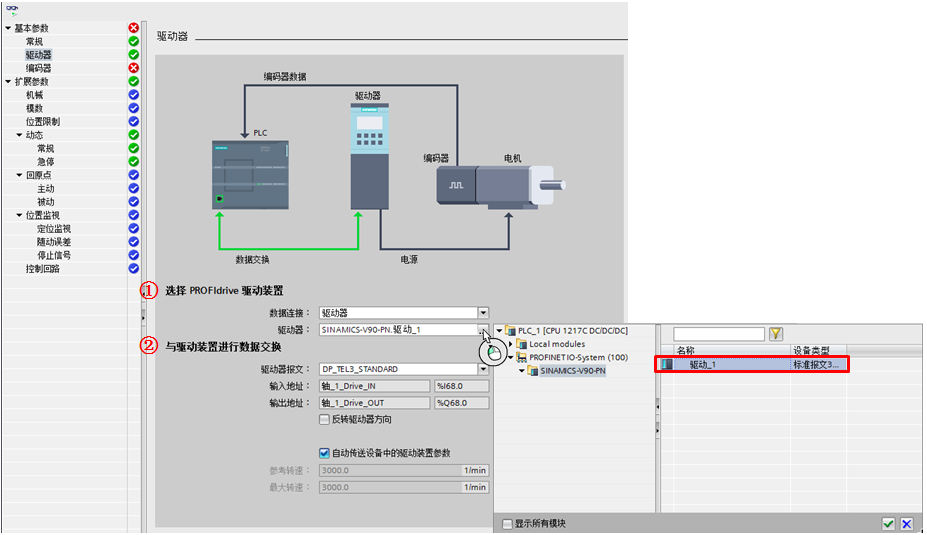 基本参数
常规
驱动器
编码器
扩展参数
机械
模数
位置限制
动态
常规
急停
回原点
主动
被动
位置监视
定位监视
随动误差
停止信号
控制回路
驱动器
编码器数据
驱动器
PLC
编码器
电机
数据交换
电源
① 选择 PROFIdrive 驱动装置
数据连接： 驱动器
驱动器： SINAMICS-V90-PN.驱动_1
② 与驱动装置进行数据交换
驱动器报文： DP_TEL3_STANDARD
输入地址： 轴_1_Drive_IN %I68.0
输出地址： 轴_1_Drive_OUT %Q68.0
反转驱动器方向
自动传送设备中的驱动装置参数
参考转速： 3000.0 1/min
最大转速： 3000.0 1/min
PLC_1 [CPU 1217C DC/DC/DC]
Local modules
PROFINET IO-System (100)
SINAMICS-V90-PN
名称 设备类型
驱动_1 标准报文3...
显示所有模块